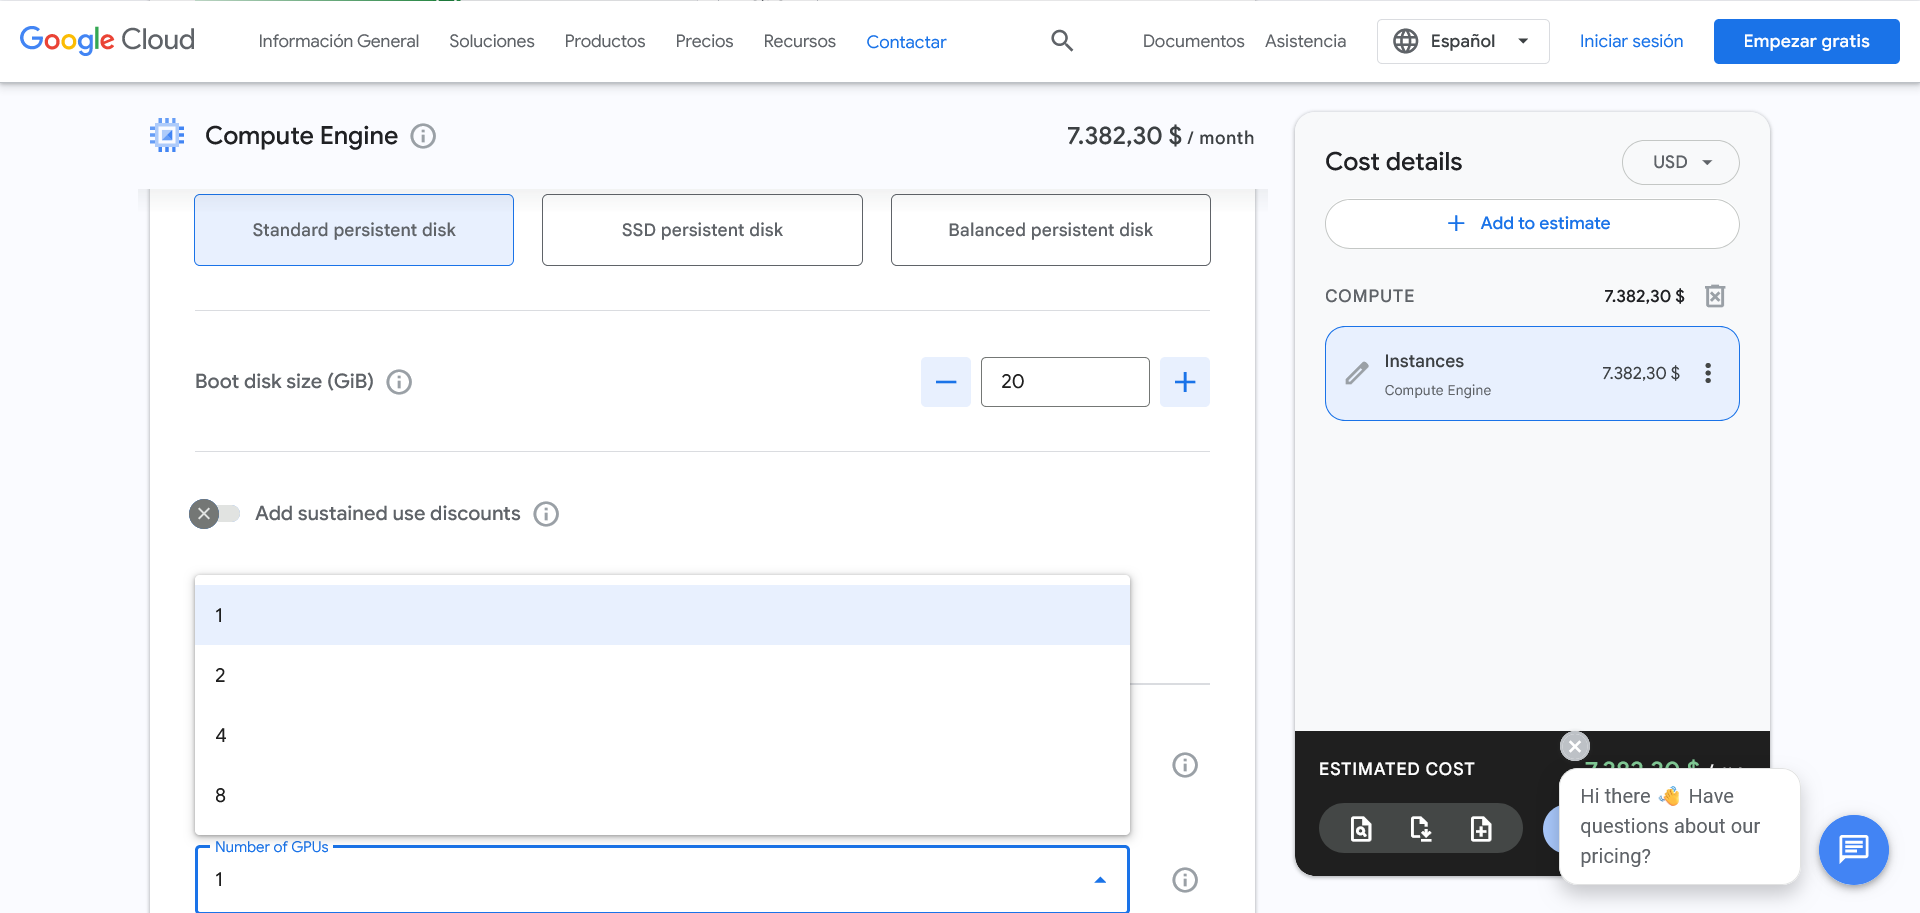 Google Cloud
Información General
Soluciones
Productos
Precios
Recursos
Contactar
Documentos
Asistencia
Español
Iniciar sesión
Empezar gratis
Compute Engine
7.382,30 $ / month
Standard persistent disk
SSD persistent disk
Balanced persistent disk
Boot disk size (GiB)
20
Add sustained use discounts
1
2
4
8
Number of GPUs
1
Cost details
USD
Add to estimate
COMPUTE
7.382,30 $
Instances
Compute Engine
7.382,30 $
ESTIMATED COST
Hi there 👋 Have
questions about our
pricing?